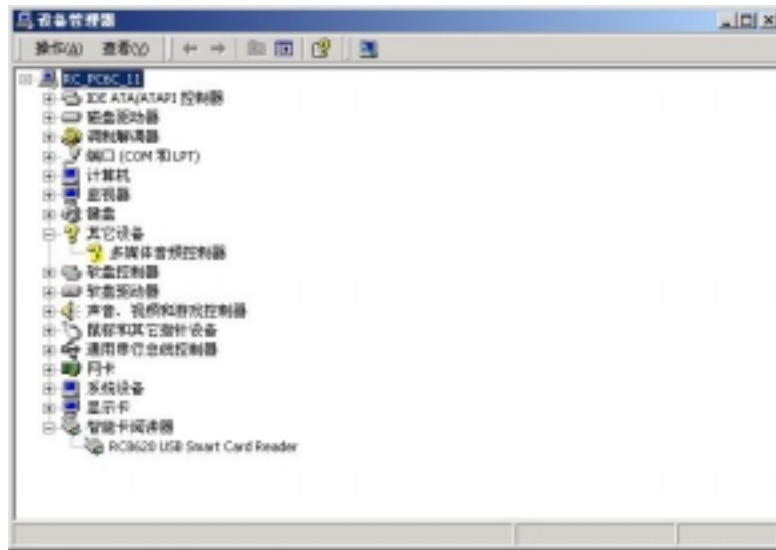 设备管理器
操作(A) 查看(V)
RC_PC6C_11
IDE ATA/ATAPI 控制器
磁盘驱动器
调制解调器
端口 (COM 和 LPT)
计算机
监视器
键盘
其它设备
多媒体音频控制器
软盘控制器
软盘驱动器
声音、视频和游戏控制器
鼠标和其它指针设备
通用串行总线控制器
网卡
系统设备
显示卡
智能卡阅读器
RC8620 USB Smart Card Reader